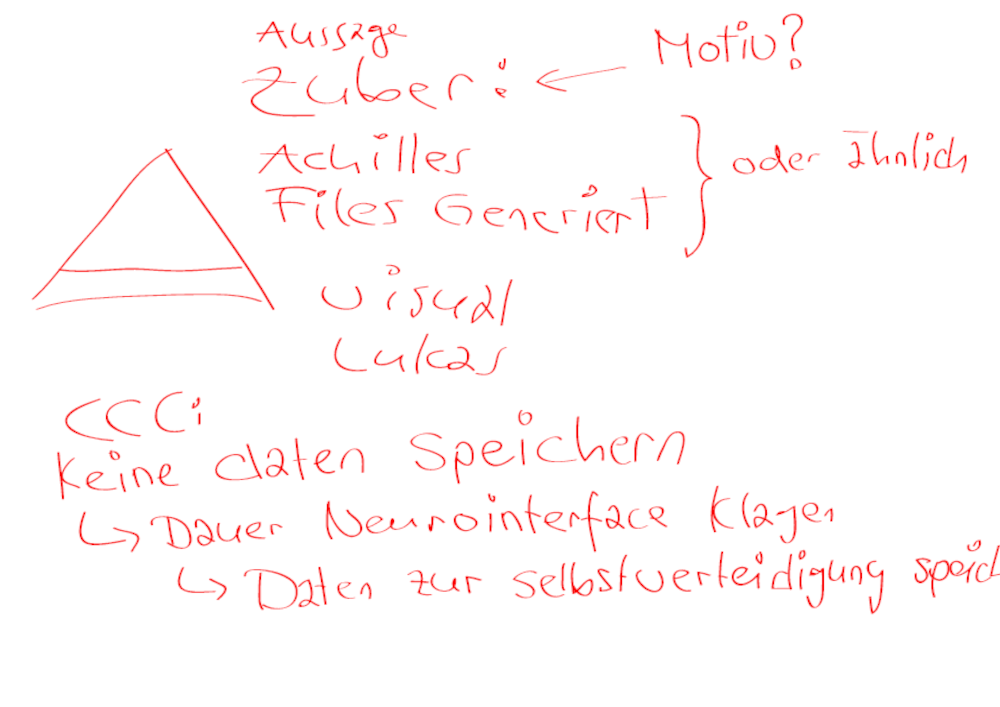 Aussage
Zuber: ← Motiv?
Achilles
Files Generiert } oder ähnlich
Visual
Lukas
CCC:
Keine daten Speichern
↳ Dauer Neurointerface Klagen
↳ Daten zur selbstverteidigung speich